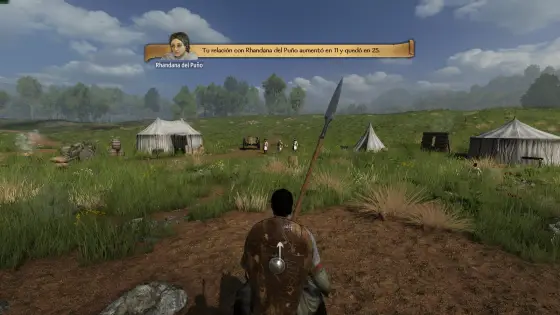 Tu relación con Rhandana del Puño aumentó en 11 y quedó en 25.
Rhandana del Puño